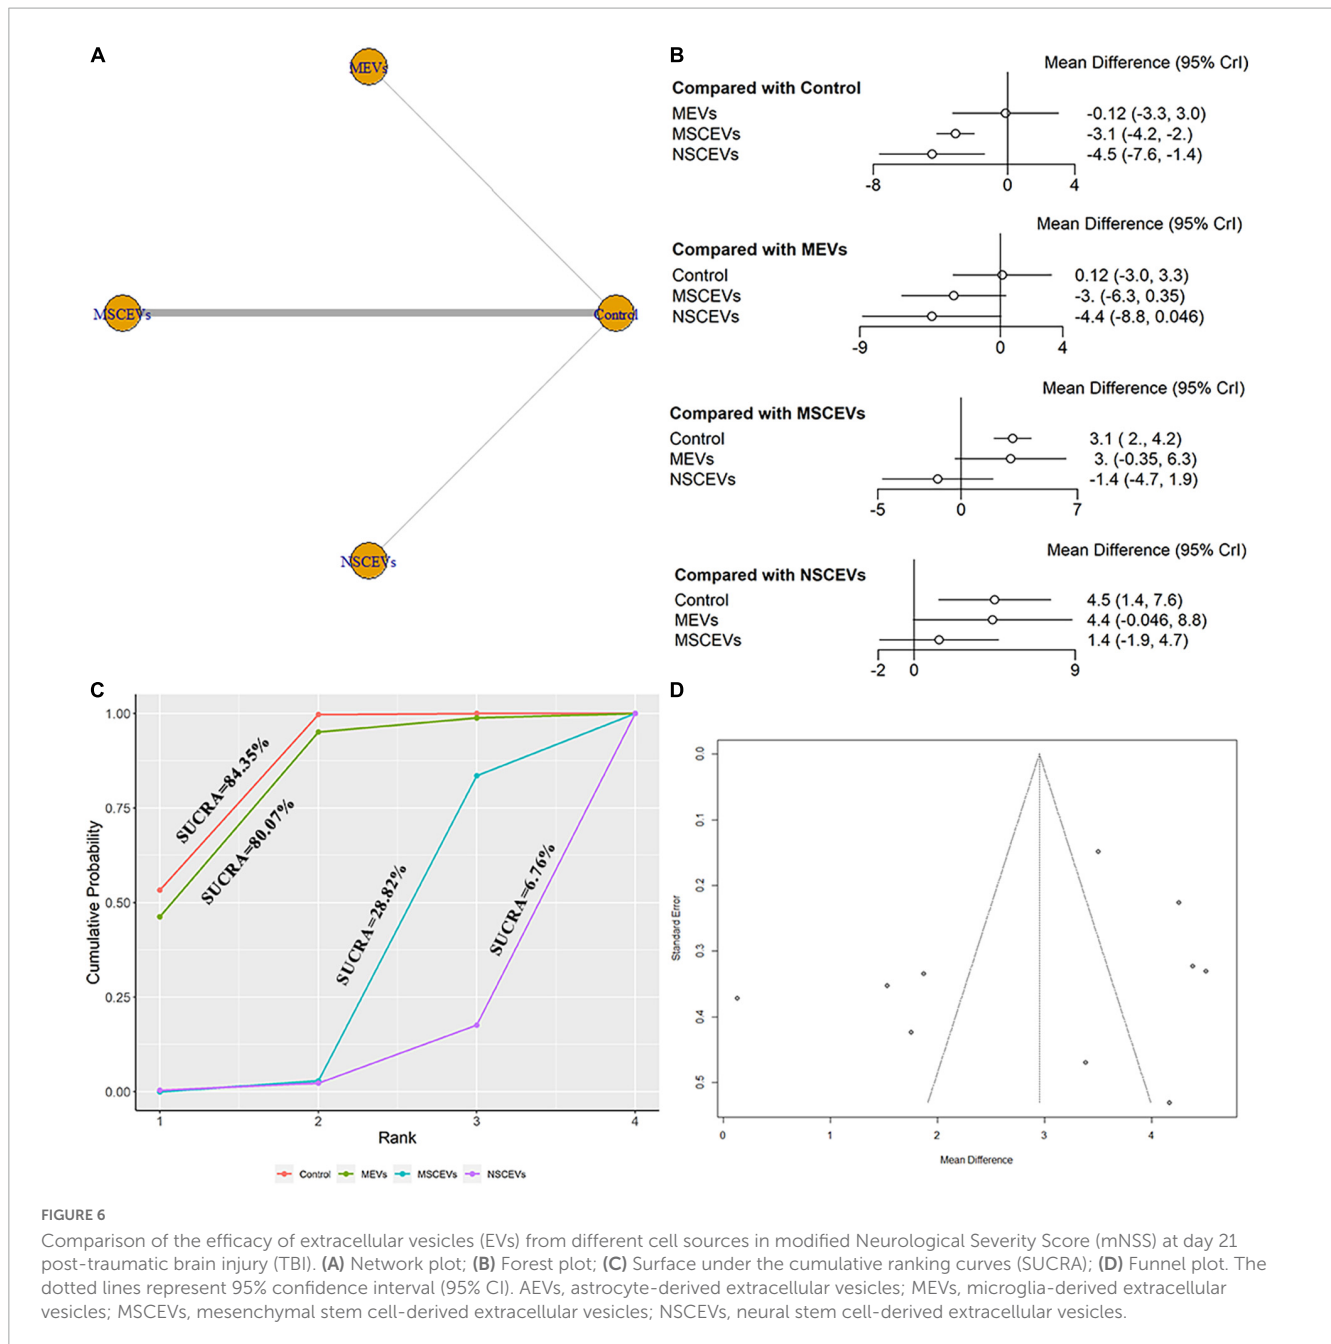 A
MEVs
MSCEVs
Control
NSCEVs
B
Mean Difference (95% CrI)
Compared with Control
MEVs -0.12 (-3.3, 3.0)
MSCEVs -3.1 (-4.2, -2.)
NSCEVs -4.5 (-7.6, -1.4)
-8 0 4
Mean Difference (95% CrI)
Compared with MEVs
Control 0.12 (-3.0, 3.3)
MSCEVs -3. (-6.3, 0.35)
NSCEVs -4.4 (-8.8, 0.046)
-9 0 4
Mean Difference (95% CrI)
Compared with MSCEVs
Control 3.1 ( 2., 4.2)
MEVs 3. (-0.35, 6.3)
NSCEVs -1.4 (-4.7, 1.9)
-5 0 7
Mean Difference (95% CrI)
Compared with NSCEVs
Control 4.5 (1.4, 7.6)
MEVs 4.4 (-0.046, 8.8)
MSCEVs 1.4 (-1.9, 4.7)
-2 0 9
C
Cumulative Probability
1.00
0.75
0.50
0.25
0.00
SUCRA=84.35%
SUCRA=80.07%
SUCRA=28.82%
SUCRA=6.76%
1 2 3 4
Rank
Control MEVs MSCEVs NSCEVs
D
Standard Error
0.0
0.1
0.2
0.3
0.4
0.5
0 1 2 3 4
Mean Difference
FIGURE 6
Comparison of the efficacy of extracellular vesicles (EVs) from different cell sources in modified Neurological Severity Score (mNSS) at day 21
post-traumatic brain injury (TBI). (A) Network plot; (B) Forest plot; (C) Surface under the cumulative ranking curves (SUCRA); (D) Funnel plot. The
dotted lines represent 95% confidence interval (95% CI). AEVs, astrocyte-derived extracellular vesicles; MEVs, microglia-derived extracellular
vesicles; MSCEVs, mesenchymal stem cell-derived extracellular vesicles; NSCEVs, neural stem cell-derived extracellular vesicles.